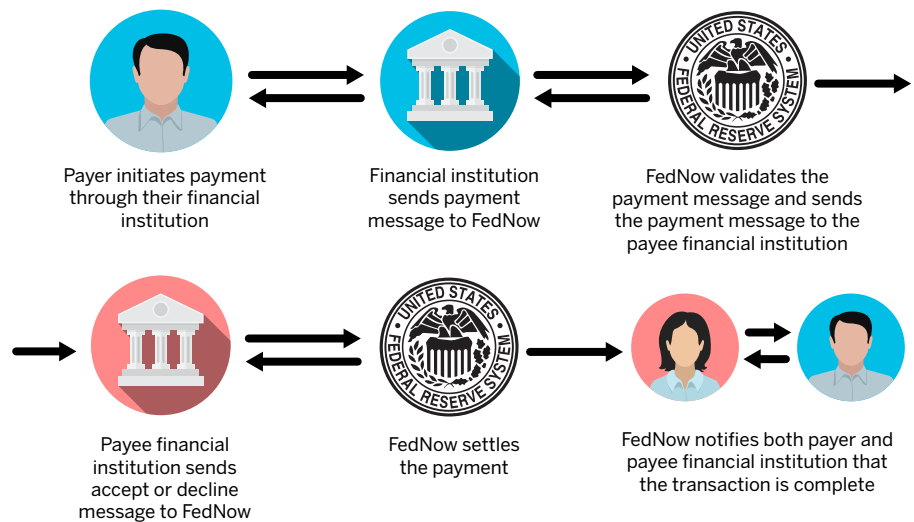 UNITED STATES
FEDERAL RESERVE SYSTEM
Payer initiates payment
through their financial
institution
Financial institution
sends payment
message to FedNow
FedNow validates the
payment message and sends
the payment message to the
payee financial institution
UNITED STATES
FEDERAL RESERVE SYSTEM
Payee financial
institution sends
accept or decline
message to FedNow
FedNow settles
the payment
FedNow notifies both payer and
payee financial institution that
the transaction is complete